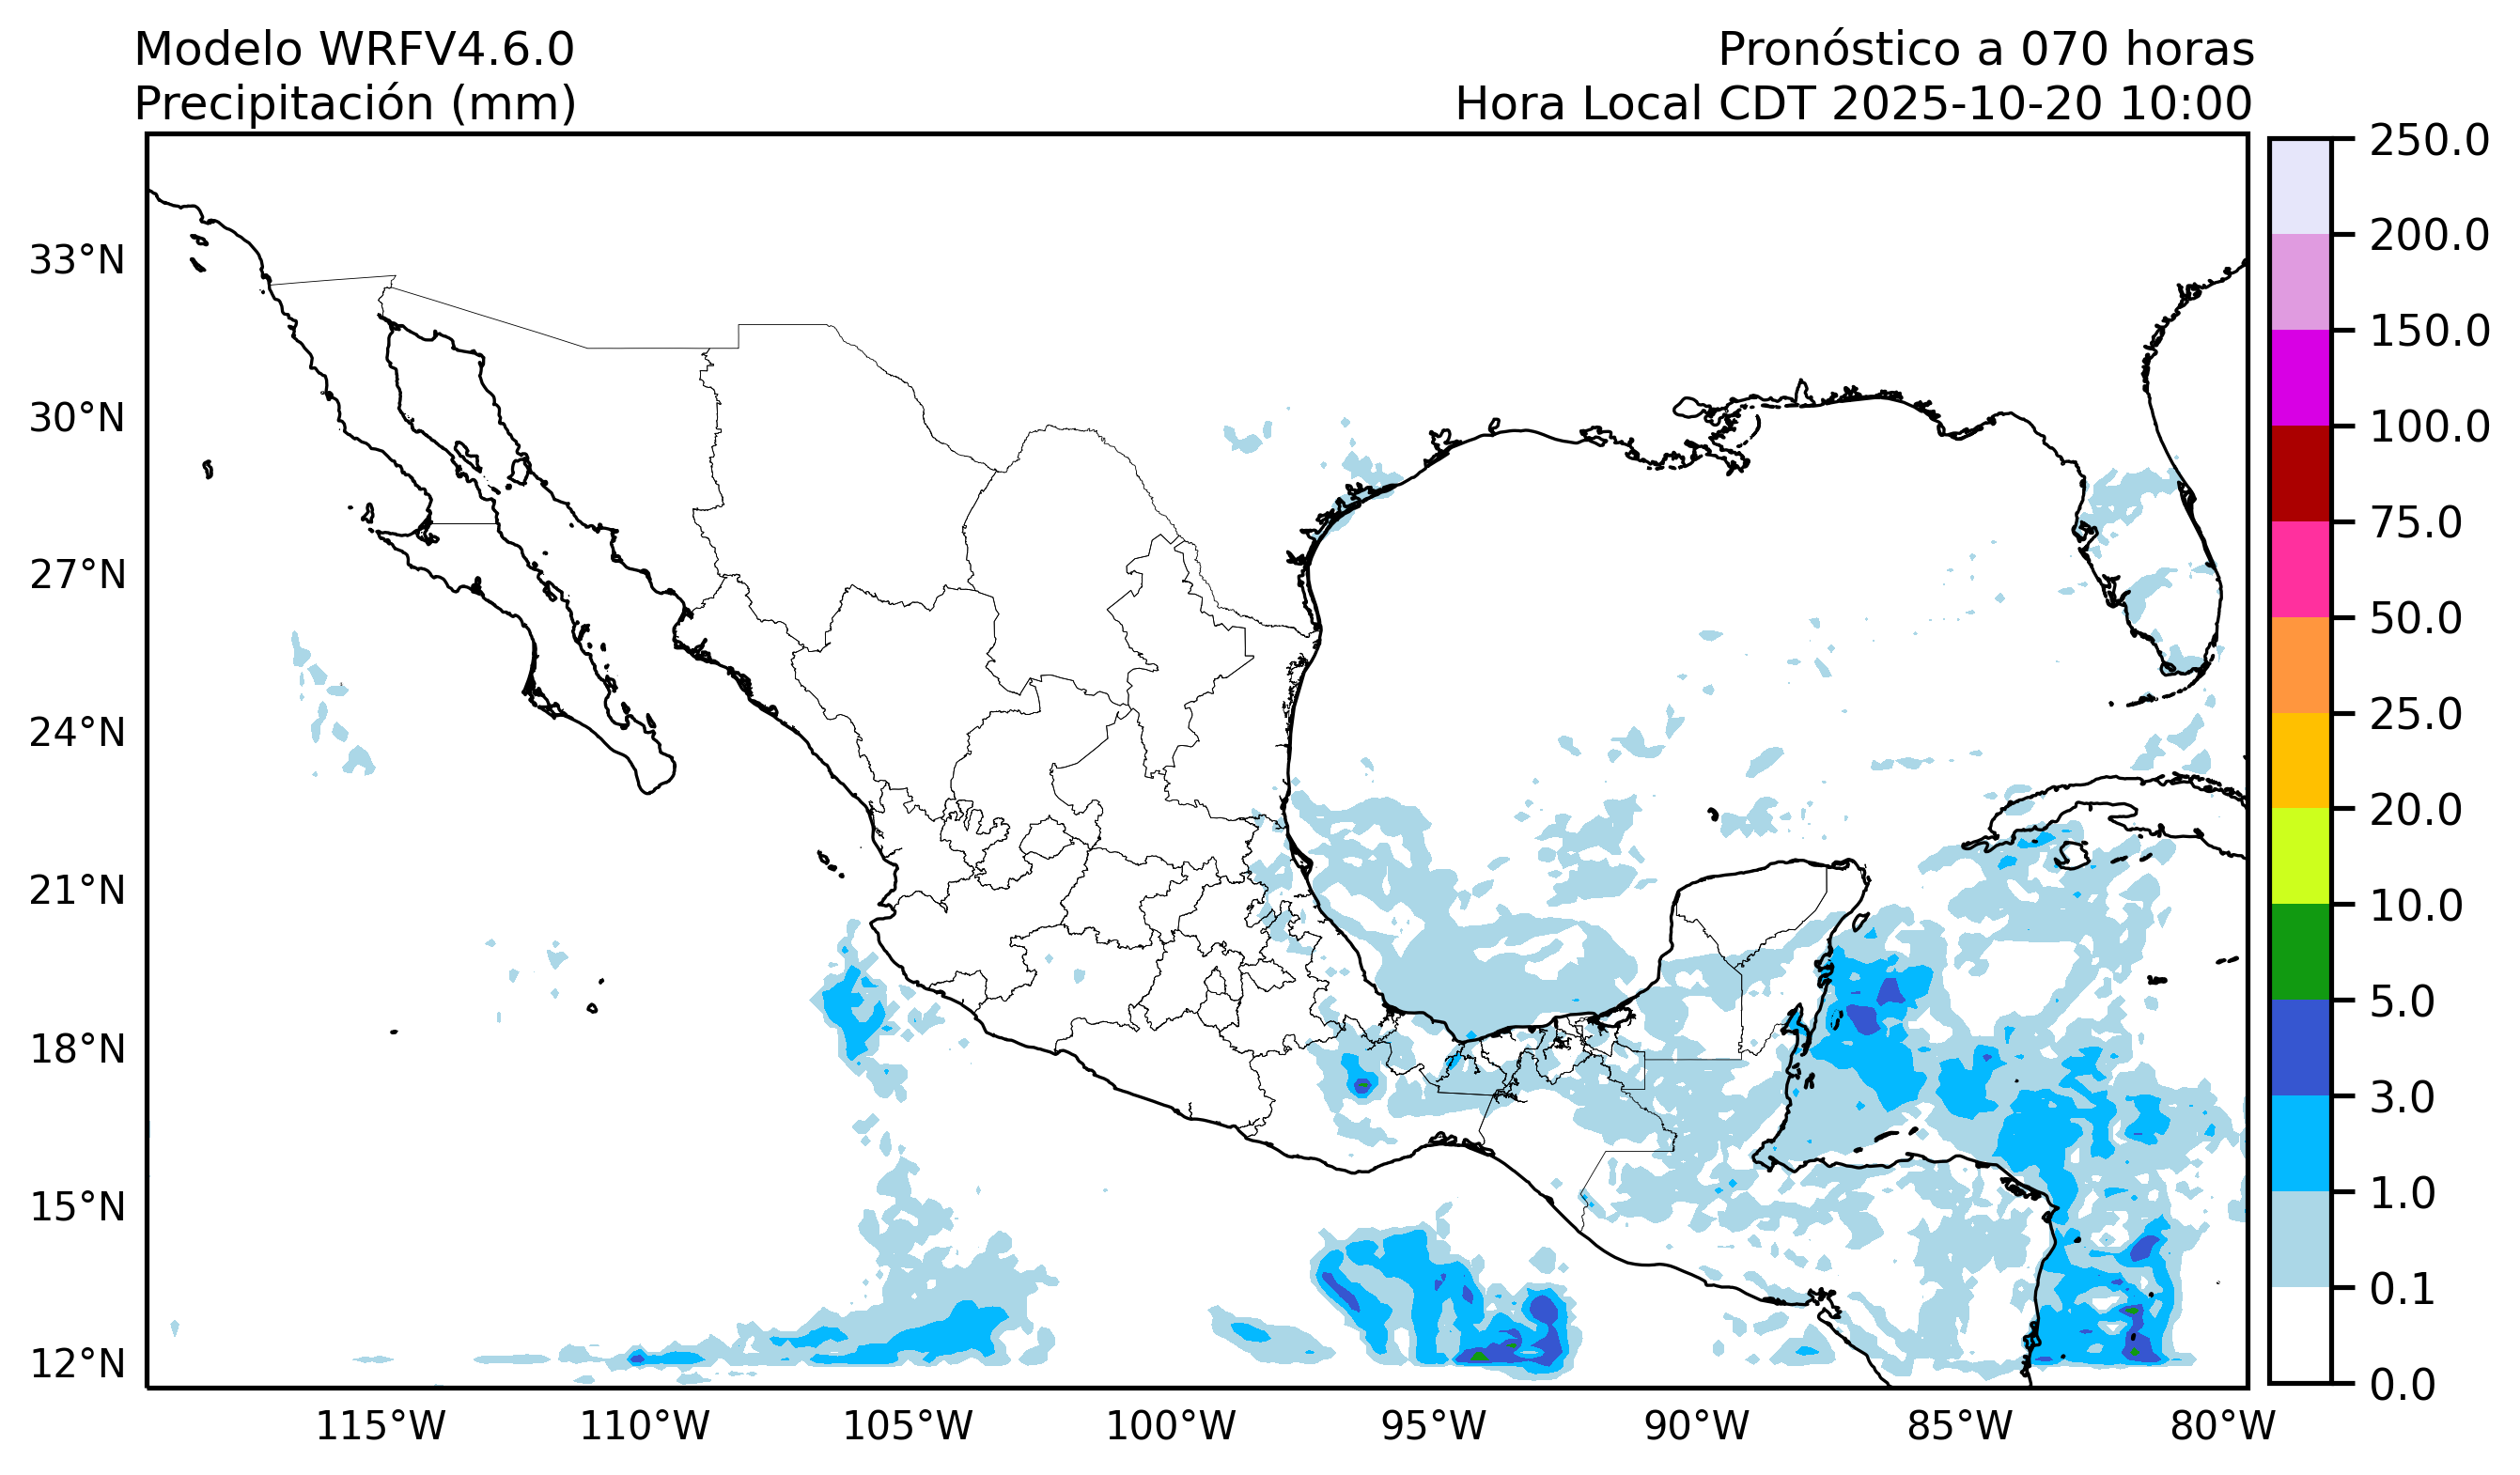 Modelo WRFV4.6.0
Precipitación (mm)
Pronóstico a 070 horas
Hora Local CDT 2025-10-20 10:00
33°N
30°N
27°N
24°N
21°N
18°N
15°N
12°N
115°W
110°W
105°W
100°W
95°W
90°W
85°W
80°W
250.0
200.0
150.0
100.0
75.0
50.0
25.0
20.0
10.0
5.0
3.0
1.0
0.1
0.0